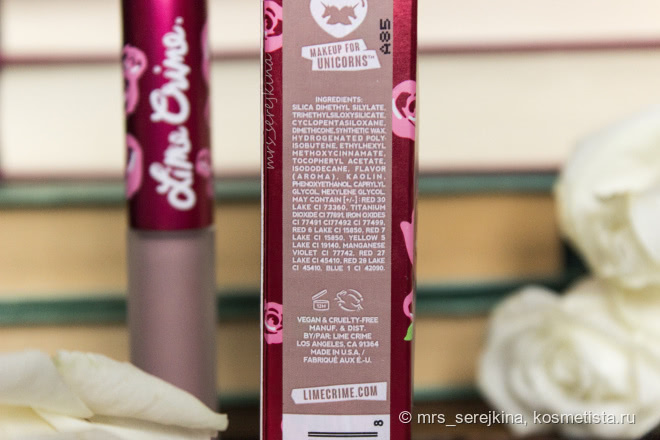 Lime Crime.
mrs_serejkina
A85
MAKEUP FOR
UNICORNS™
INGREDIENTS:
SILICA DIMETHYL SILYLATE,
TRIMETHYLSILOXYSILICATE,
CYCLOPENTASILOXANE,
DIMETHICONE, SYNTHETIC WAX,
HYDROGENATED POLY-
ISOBUTENE, ETHYLHEXYL
METHOXYCINNAMATE,
TOCOPHERYL ACETATE,
ISODODECANE, FLAVOR
(AROMA), KAOLIN,
PHENOXYETHANOL, CAPRYLYL
GLYCOL, HEXYLENE GLYCOL.
MAY CONTAIN [+/-]: RED 30
LAKE CI 73360, TITANIUM
DIOXIDE CI 77891, IRON OXIDES
CI 77491 CI77492 CI 77499,
RED 6 LAKE CI 15850, RED 7
LAKE CI 15850, YELLOW 5
LAKE CI 19140, MANGANESE
VIOLET CI 77742, RED 27
LAKE CI 45410, RED 28 LAKE
CI 45410, BLUE 1 CI 42090.
12M
VEGAN & CRUELTY-FREE
MANUF. & DIST.
BY/PAR: LIME CRIME
LOS ANGELES, CA 91364
MADE IN U.S.A. /
FABRIQUÉ AUX É.-U.
LIMECRIME.COM
8
© mrs_serejkina, kosmetista.ru